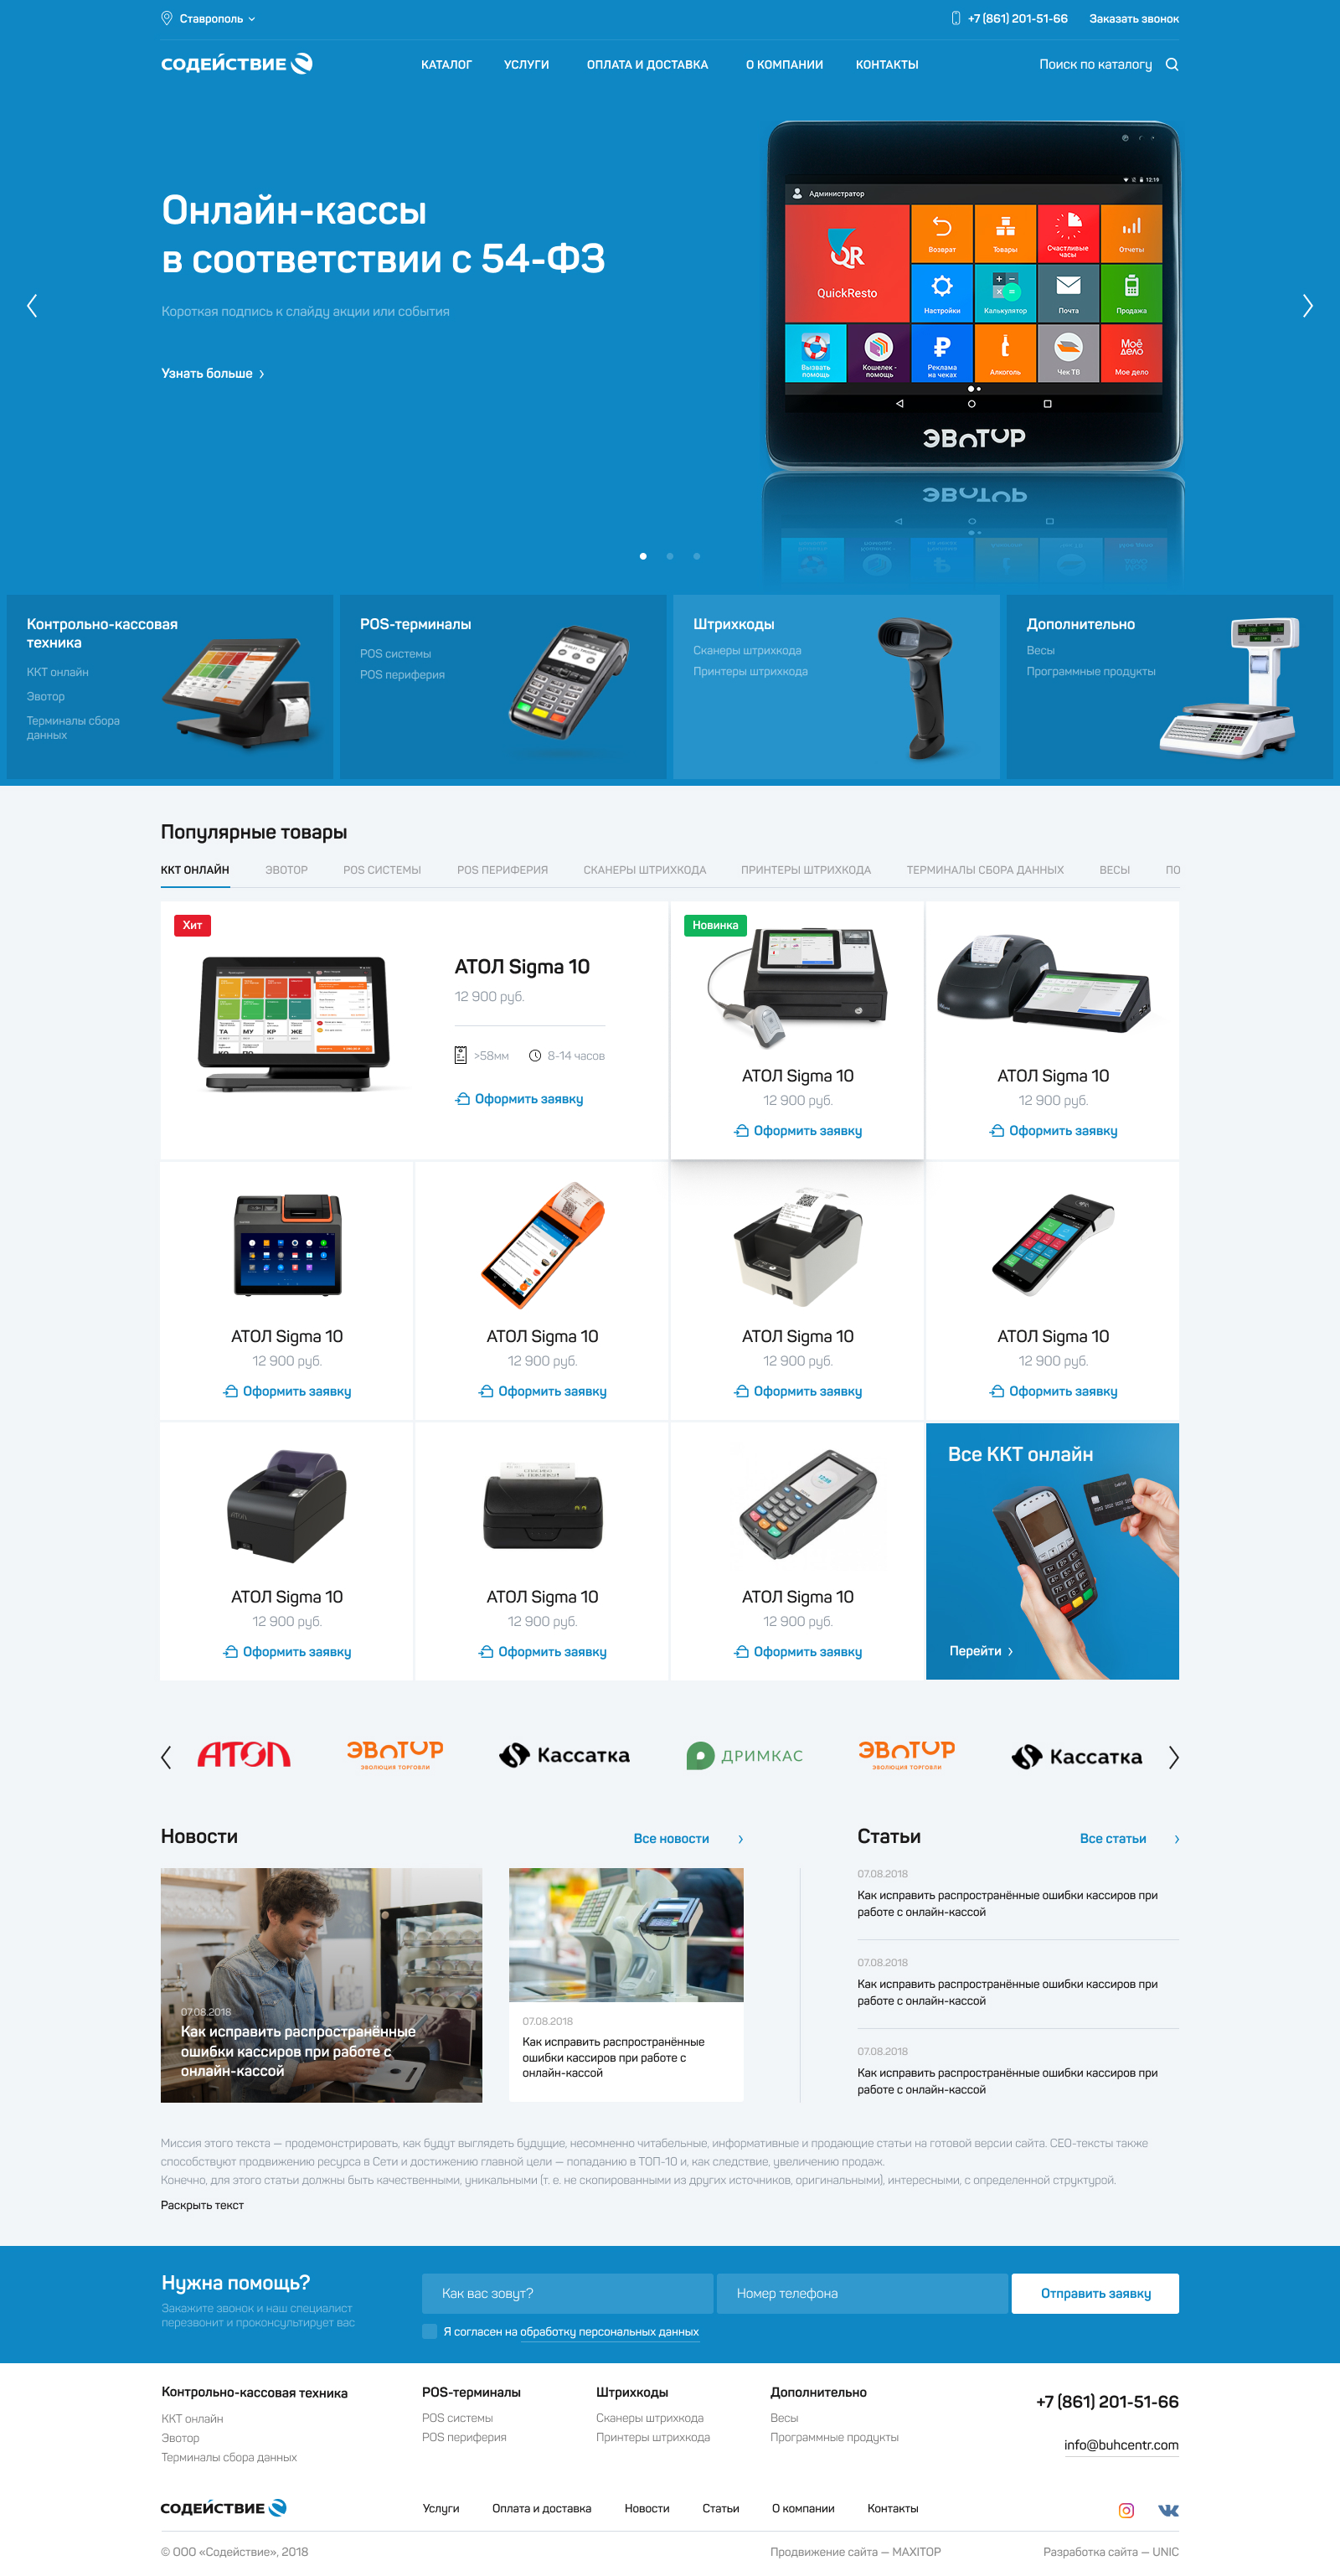 Ставрополь
+7 (861) 201-51-66
Заказать звонок
СОДЕЙСТВИЕ
КАТАЛОГ
УСЛУГИ
ОПЛАТА И ДОСТАВКА
О КОМПАНИИ
КОНТАКТЫ
Поиск по каталогу
Онлайн-кассы
в соответствии с 54-ФЗ
Короткая подпись к слайду акции или события
Узнать больше
12:19
Администратор
QR
QuickResto
Возврат
Товары
Счастливые
часы
Отчеты
Настройки
Калькулятор
Почта
Продажа
Вызвать
помощь
Кошелек -
помощь
Реклама
на чеках
Алкоголь
Чек ТВ
Моё
дело
Мое дело
ЭВОТОР
Контрольно-кассовая
техника
ККТ онлайн
Эвотор
Терминалы сбора
данных
POS-терминалы
POS системы
POS периферия
Штрихкоды
Сканеры штрихкода
Принтеры штрихкода
Дополнительно
Весы
Программные продукты
Популярные товары
ККТ ОНЛАЙН
ЭВОТОР
POS СИСТЕМЫ
POS ПЕРИФЕРИЯ
СКАНЕРЫ ШТРИХКОДА
ПРИНТЕРЫ ШТРИХКОДА
ТЕРМИНАЛЫ СБОРА ДАННЫХ
ВЕСЫ
ПО
Хит
ТА МУ КР ЖЕ
АТОЛ Sigma 10
12 900 руб.
>58мм
8-14 часов
Оформить заявку
Новинка
АТОЛ Sigma 10
12 900 руб.
Оформить заявку
АТОЛ Sigma 10
12 900 руб.
Оформить заявку
АТОЛ Sigma 10
12 900 руб.
Оформить заявку
АТОЛ Sigma 10
12 900 руб.
Оформить заявку
АТОЛ Sigma 10
12 900 руб.
Оформить заявку
АТОЛ Sigma 10
12 900 руб.
Оформить заявку
АТОЛ Sigma 10
12 900 руб.
Оформить заявку
СПАСИБО
ЗА ПОКУПКУ!
АТОЛ Sigma 10
12 900 руб.
Оформить заявку
АТОЛ Sigma 10
12 900 руб.
Оформить заявку
Все ККТ онлайн
Перейти
АТОЛ
ЭВОТОР
ЭВОЛЮЦИЯ ТОРГОВЛИ
Кассатка
ДРИМКАС
ЭВОТОР
ЭВОЛЮЦИЯ ТОРГОВЛИ
Кассатка
Новости
Все новости
07.08.2018
Как исправить распространённые
ошибки кассиров при работе с
онлайн-кассой
07.08.2018
Как исправить распространённые
ошибки кассиров при работе с
онлайн-кассой
Статьи
Все статьи
07.08.2018
Как исправить распространённые ошибки кассиров при
работе с онлайн-кассой
07.08.2018
Как исправить распространённые ошибки кассиров при
работе с онлайн-кассой
07.08.2018
Как исправить распространённые ошибки кассиров при
работе с онлайн-кассой
Миссия этого текста — продемонстрировать, как будут выглядеть будущие, несомненно читабельные, информативные и продающие статьи на готовой версии сайта. СЕО-тексты также
способствуют продвижению ресурса в Сети и достижению главной цели — попаданию в ТОП-10 и, как следствие, увеличению продаж.
Конечно, для этого статьи должны быть качественными, уникальными (т. е. не скопированными из других источников, оригинальными), интересными, с определенной структурой.
Раскрыть текст
Нужна помощь?
Закажите звонок и наш специалист
перезвонит и проконсультирует вас
Как вас зовут?
Номер телефона
Отправить заявку
Я согласен на обработку персональных данных
Контрольно-кассовая техника
ККТ онлайн
Эвотор
Терминалы сбора данных
POS-терминалы
POS системы
POS периферия
Штрихкоды
Сканеры штрихкода
Принтеры штрихкода
Дополнительно
Весы
Программные продукты
+7 (861) 201-51-66
info@buhcentr.com
СОДЕЙСТВИЕ
Услуги
Оплата и доставка
Новости
Статьи
О компании
Контакты
© ООО «Содействие», 2018
Продвижение сайта — MAXITOP
Разработка сайта — UNIC